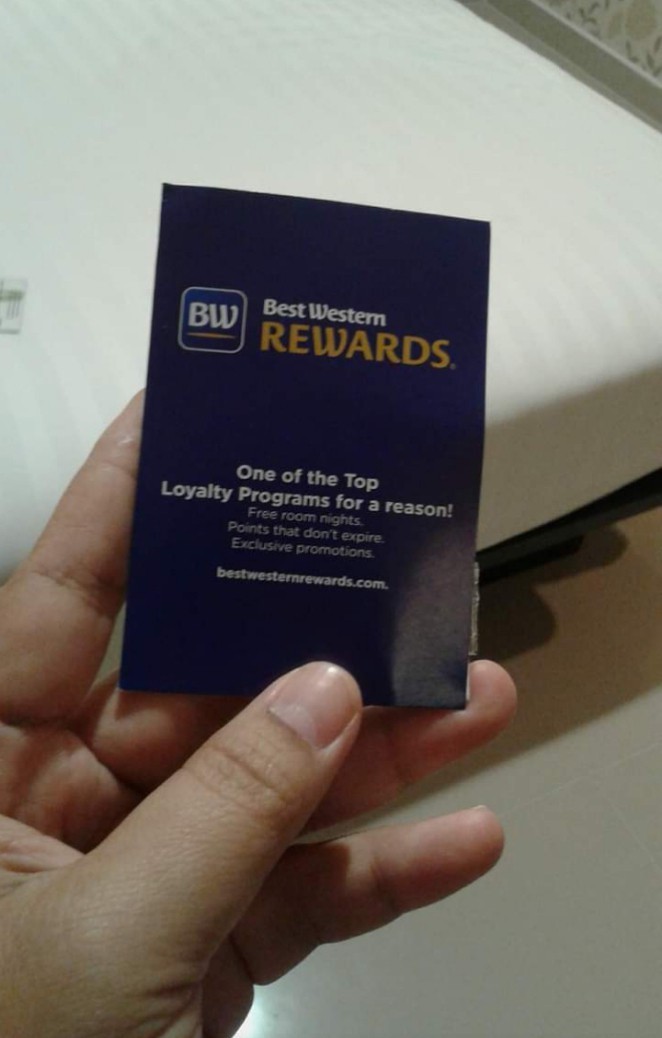 BW
Best Western
REWARDS.
One of the Top
Loyalty Programs for a reason!
Free room nights.
Points that don't expire.
Exclusive promotions.
bestwesternrewards.com.